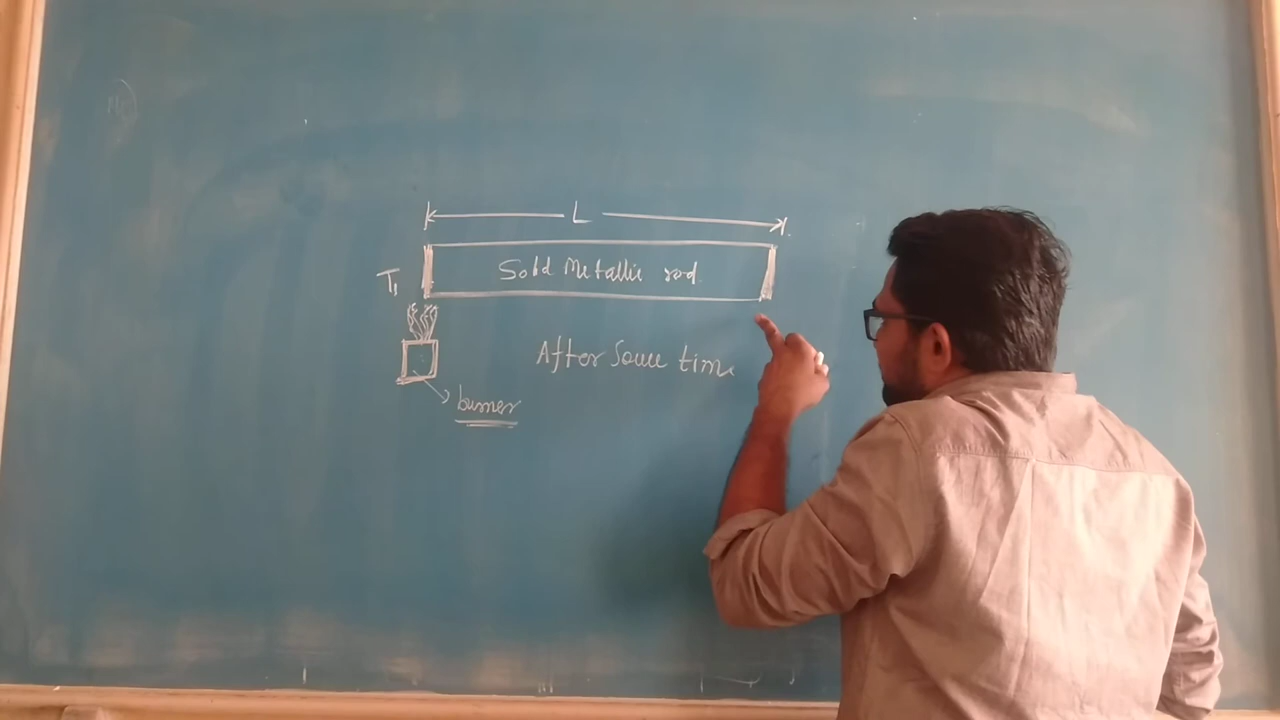 L
Solid Metallic rod
T₁
After Some time
burner